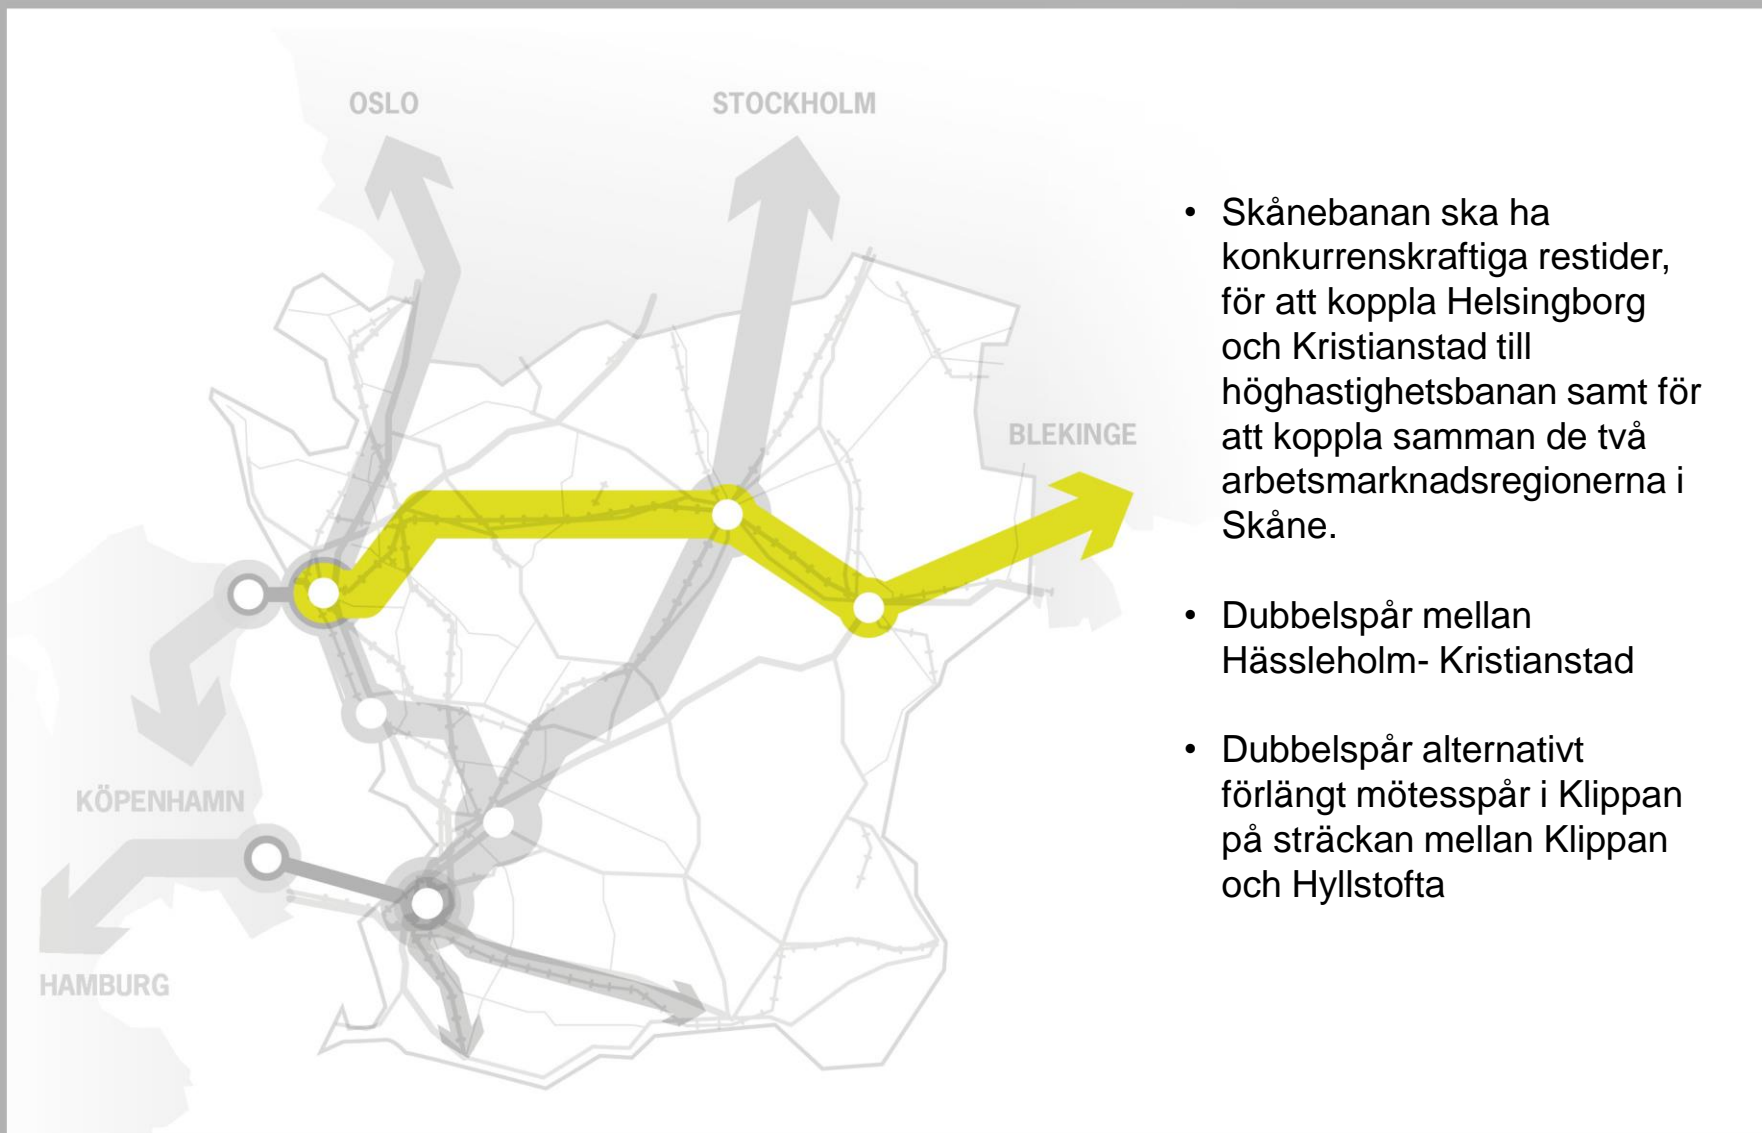 OSLO
STOCKHOLM
BLEKINGE
KÖPENHAMN
HAMBURG
• Skånebanan ska ha
konkurrenskraftiga restider,
för att koppla Helsingborg
och Kristianstad till
höghastighetsbanan samt för
att koppla samman de två
arbetsmarknadsregionerna i
Skåne.
• Dubbelspår mellan
Hässleholm- Kristianstad
• Dubbelspår alternativt
förlängt mötesspår i Klippan
på sträckan mellan Klippan
och Hyllstofta